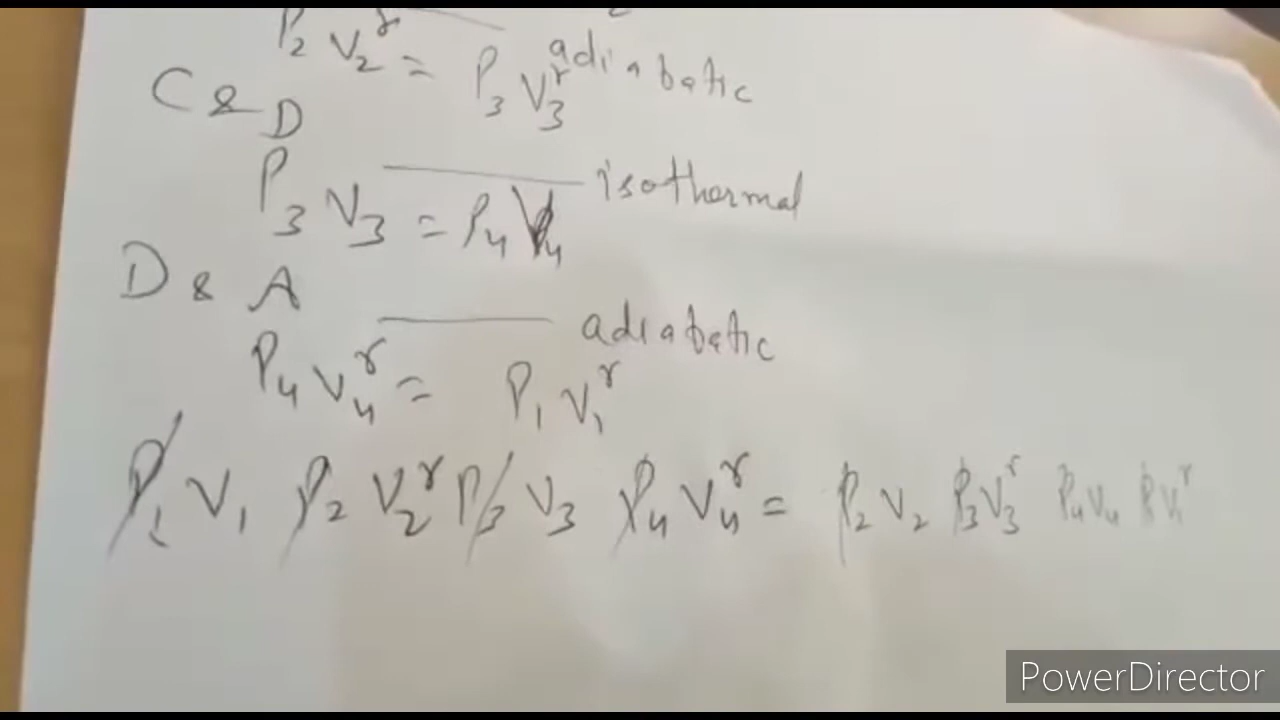 P₂ V₂^γ = P₃ V₃^γ adiabatic
C & D
isothermal
P₃ V₃ = P₄ V₄
D & A
adiabatic
P₄ V₄^γ = P₁ V₁^γ
P₁ V₁ P₂ V₂^γ P₃ V₃ P₄ V₄^γ = P₂ V₂ P₃ V₃^γ P₄ V₄ P₁ V₁^γ
PowerDirector